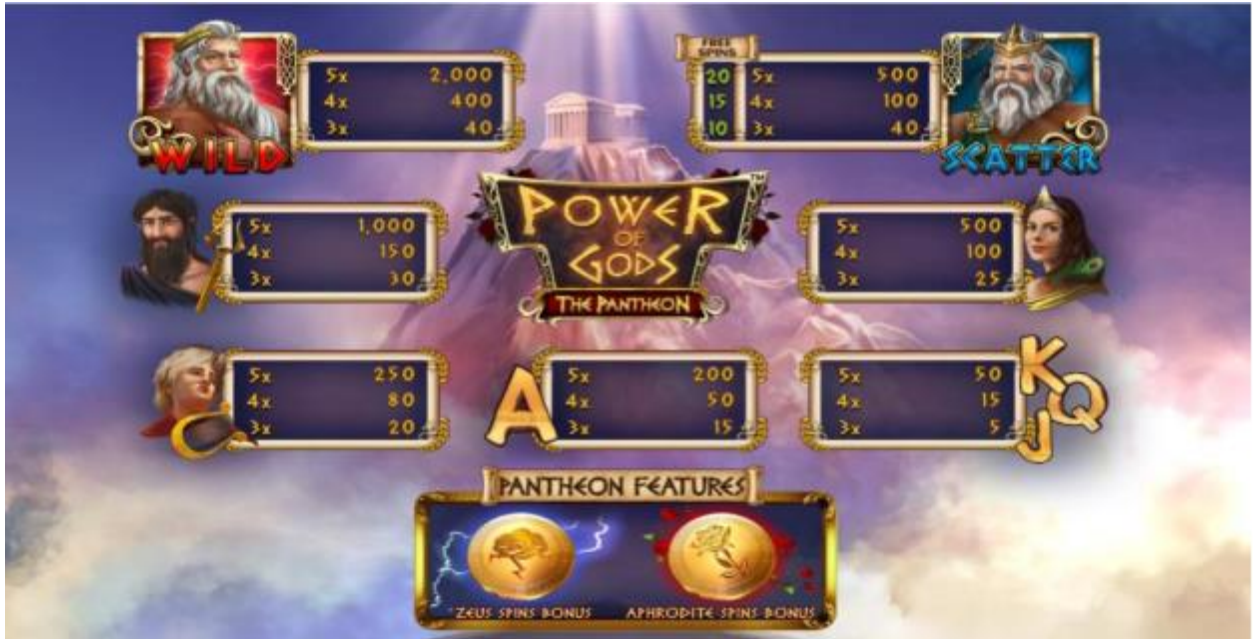 WILD
5x 2,000
4x 400
3x 40
FREE SPINS
20 5x 500
15 4x 100
10 3x 40
SCATTER
5x 1,000
4x 150
3x 30
POWER
OF
GODS™
THE PANTHEON
5x 500
4x 100
3x 25
5x 250
4x 80
3x 20
A
5x 200
4x 50
3x 15
5x 50
4x 15
3x 5
K
Q
J
PANTHEON FEATURES
ZEUS SPINS BONUS
APHRODITE SPINS BONUS